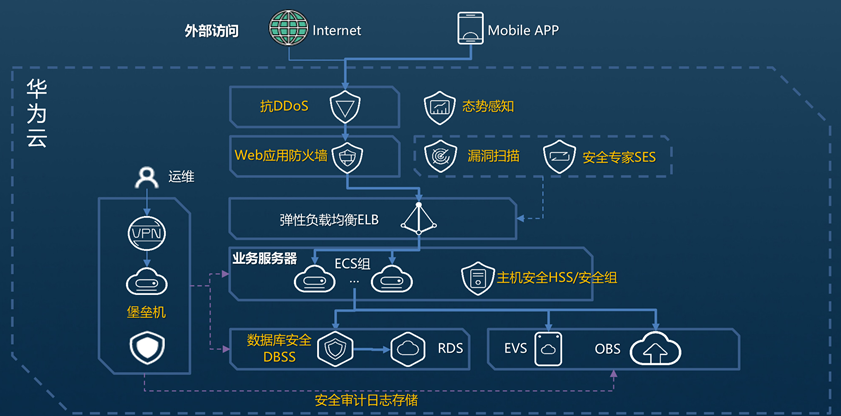 外部访问
Internet
Mobile APP
华为云
抗DDoS
态势感知
Web应用防火墙
漏洞扫描
安全专家SES
运维
弹性负载均衡ELB
VPN
业务服务器
ECS组
...
主机安全HSS/安全组
堡垒机
数据库安全
DBSS
RDS
EVS
OBS
安全审计日志存储